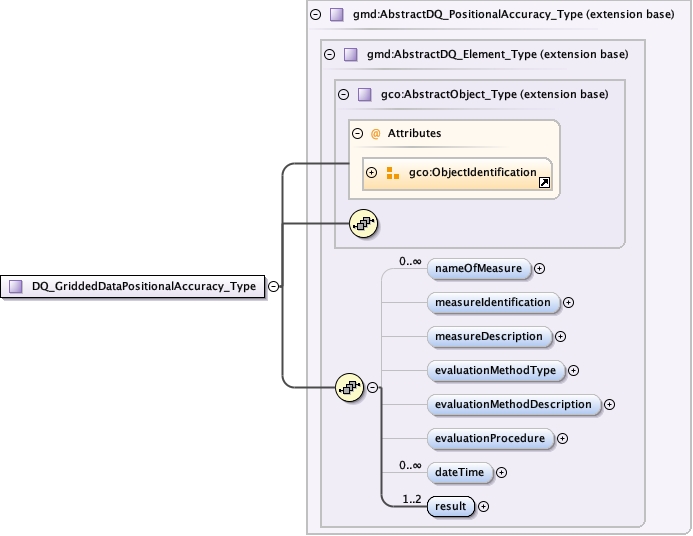 gmd:AbstractDQ_PositionalAccuracy_Type (extension base)
gmd:AbstractDQ_Element_Type (extension base)
gco:AbstractObject_Type (extension base)
@ Attributes
gco:ObjectIdentification
DQ_GriddedDataPositionalAccuracy_Type
0..∞
nameOfMeasure
measureIdentification
measureDescription
evaluationMethodType
evaluationMethodDescription
evaluationProcedure
0..∞
dateTime
1..2
result